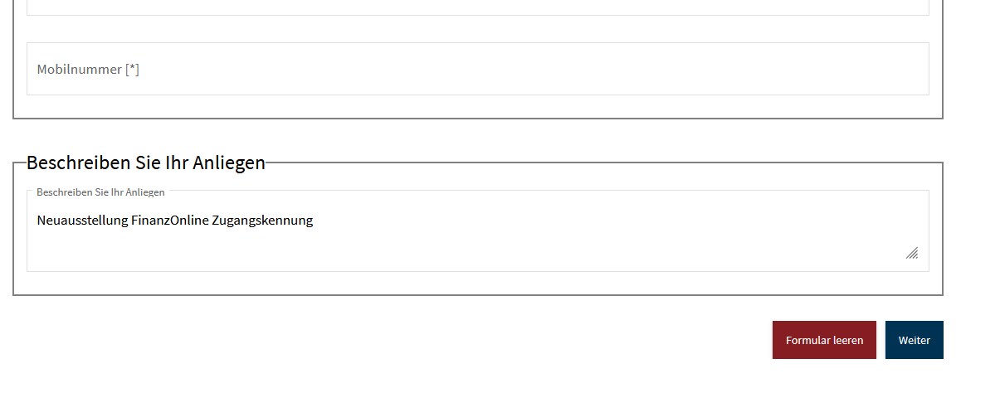 Mobilnummer [*]
Beschreiben Sie Ihr Anliegen
Beschreiben Sie Ihr Anliegen
Neuausstellung FinanzOnline Zugangskennung
Formular leeren
Weiter